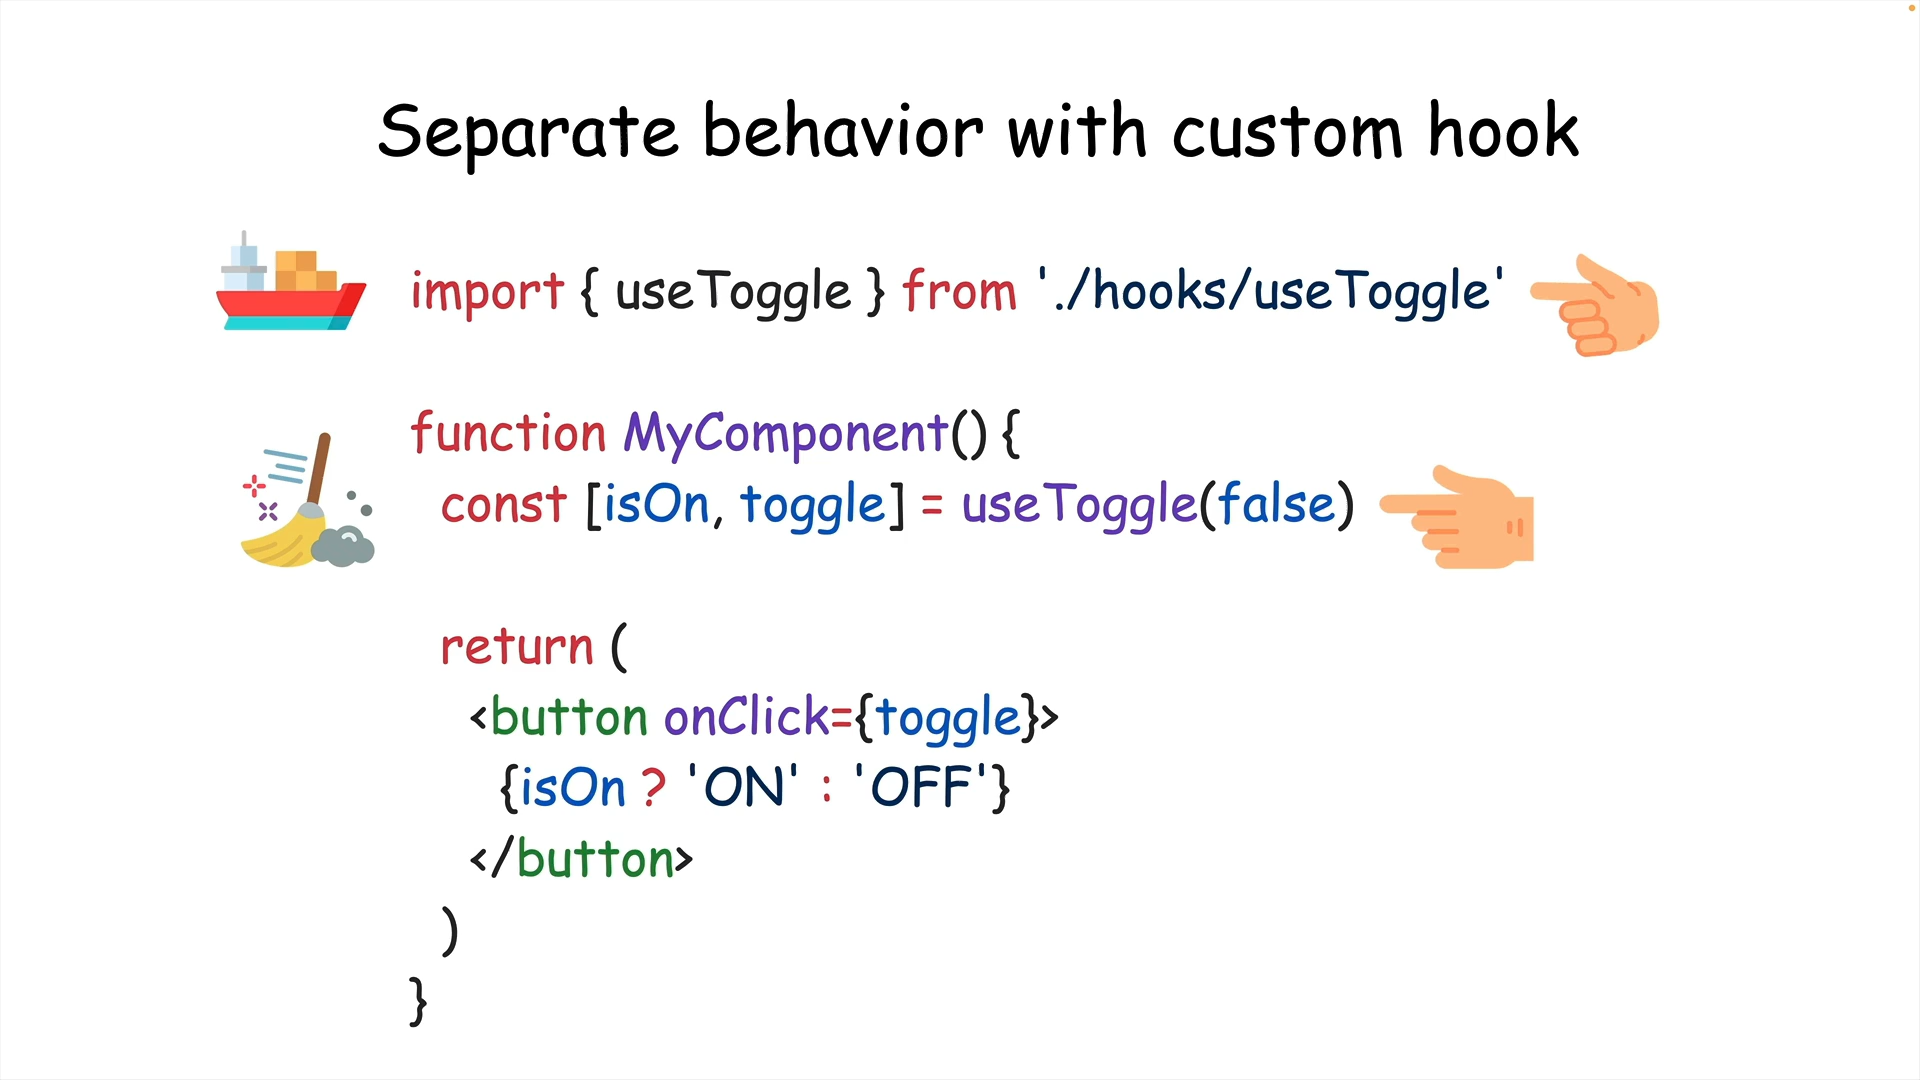 Separate behavior with custom hook
import { useToggle } from './hooks/useToggle'
function MyComponent() {
const [isOn, toggle] = useToggle(false)
return (
<button onClick={toggle}>
{isOn ? 'ON' : 'OFF'}
</button>
)
}